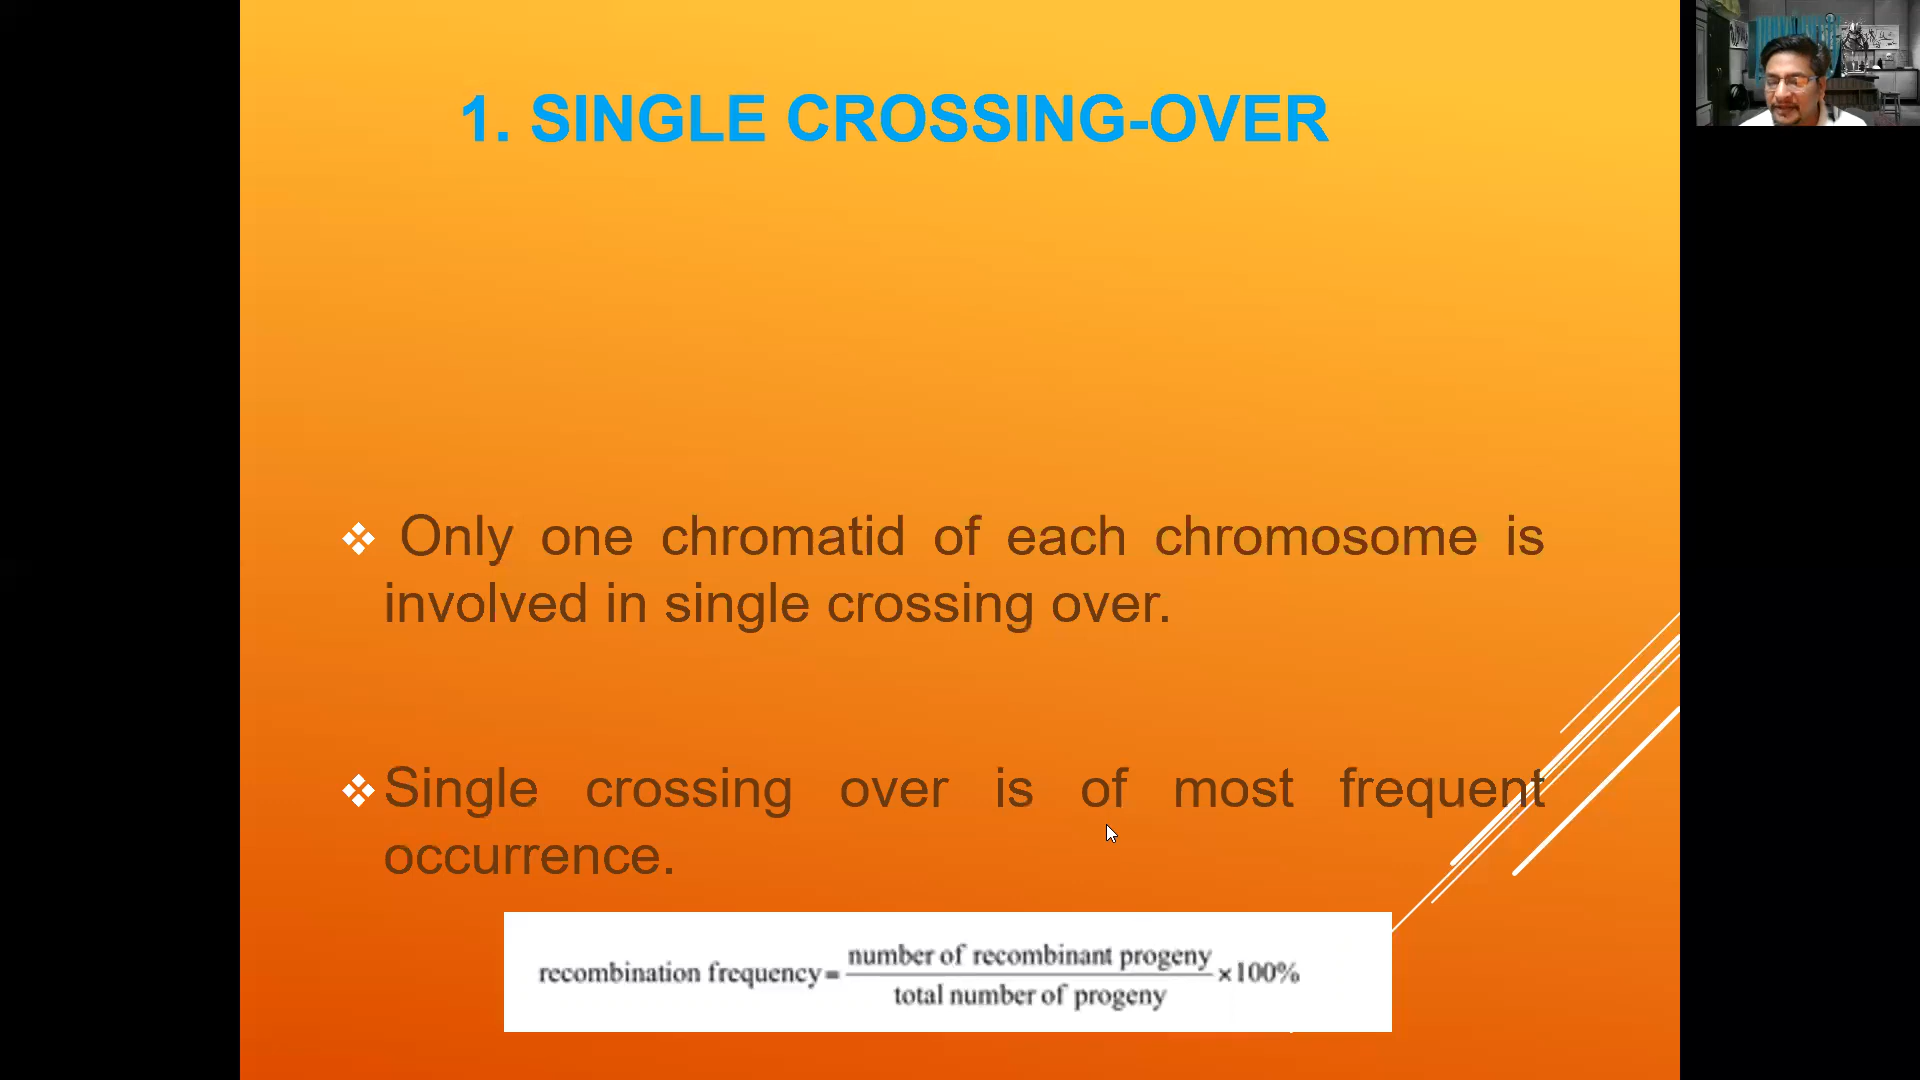 1. SINGLE CROSSING-OVER
Only one chromatid of each chromosome is
involved in single crossing over.
Single crossing over is of most frequent
occurrence.
recombination frequency = number of recombinant progeny / total number of progeny ×100%